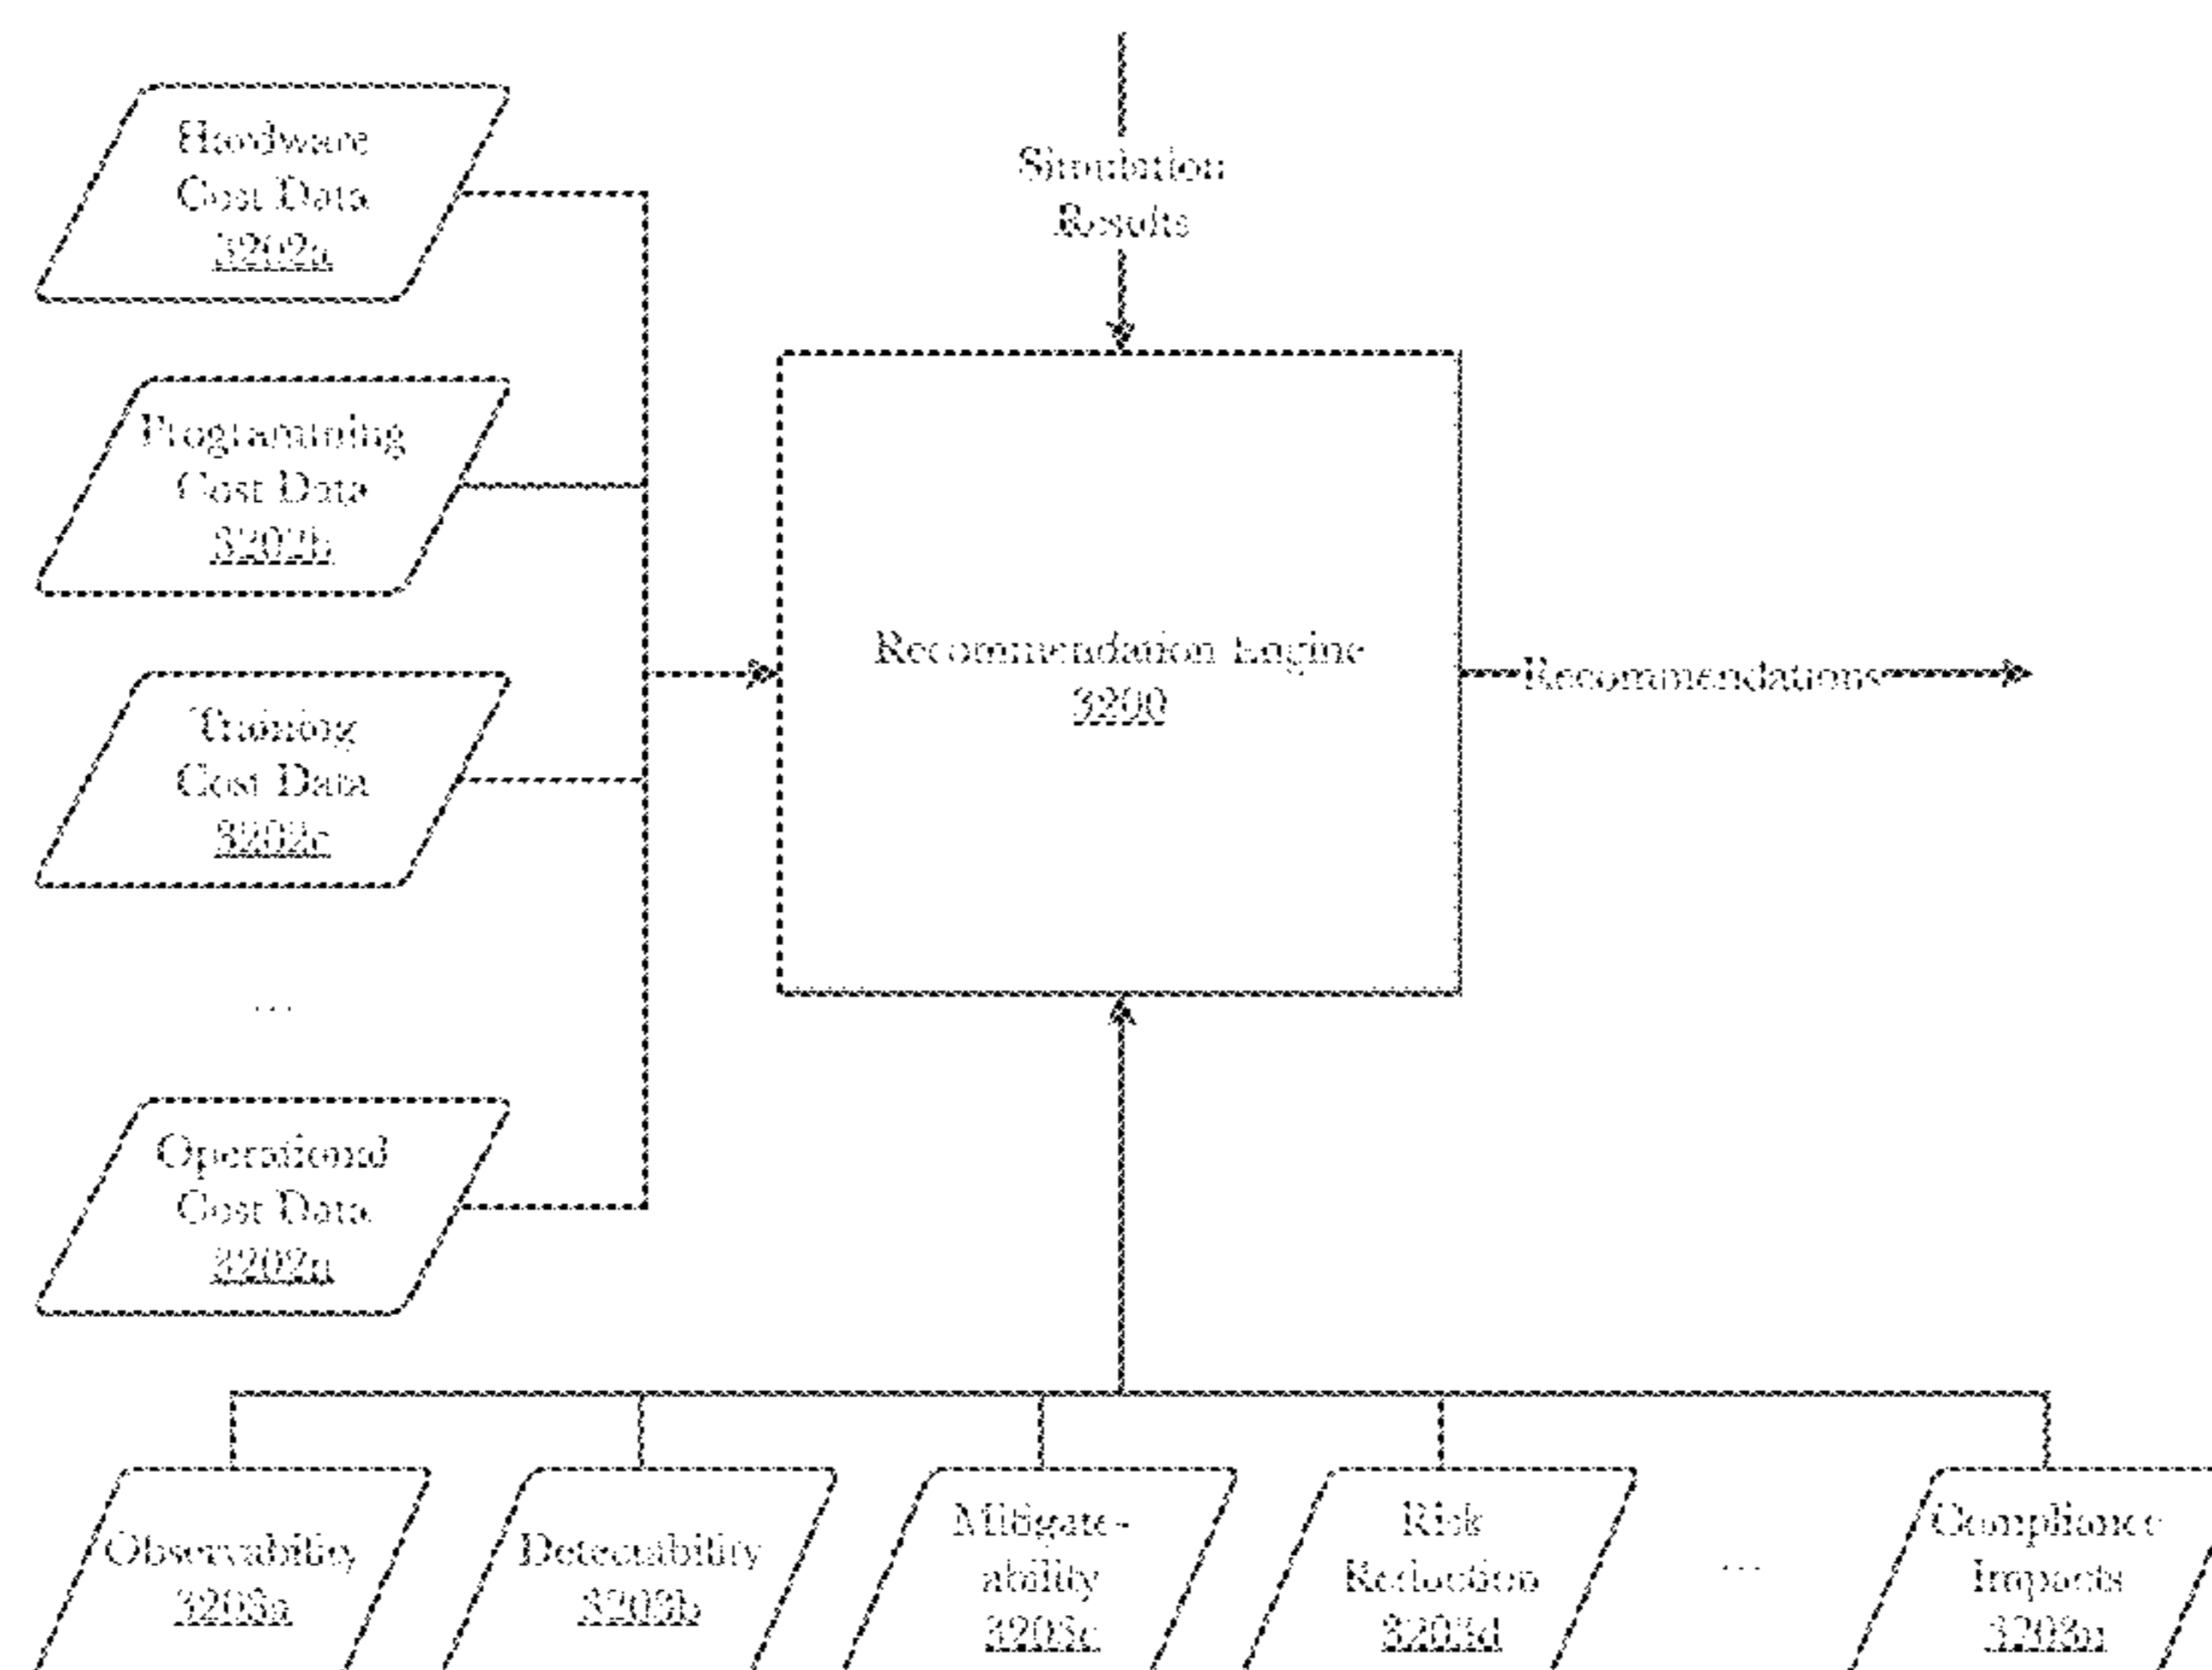 Hardware
Cost Data
3202a
Simulation
Results
Programming
Cost Data
3202b
Recommendation Engine
3200
Recommendations
Training
Cost Data
3202c
...
Operational
Cost Data
3202n
Observability
3203a
Detectability
3203b
Mitigate-
ability
3203c
Risk
Reduction
3203d
...
Compliance
Impacts
3203n